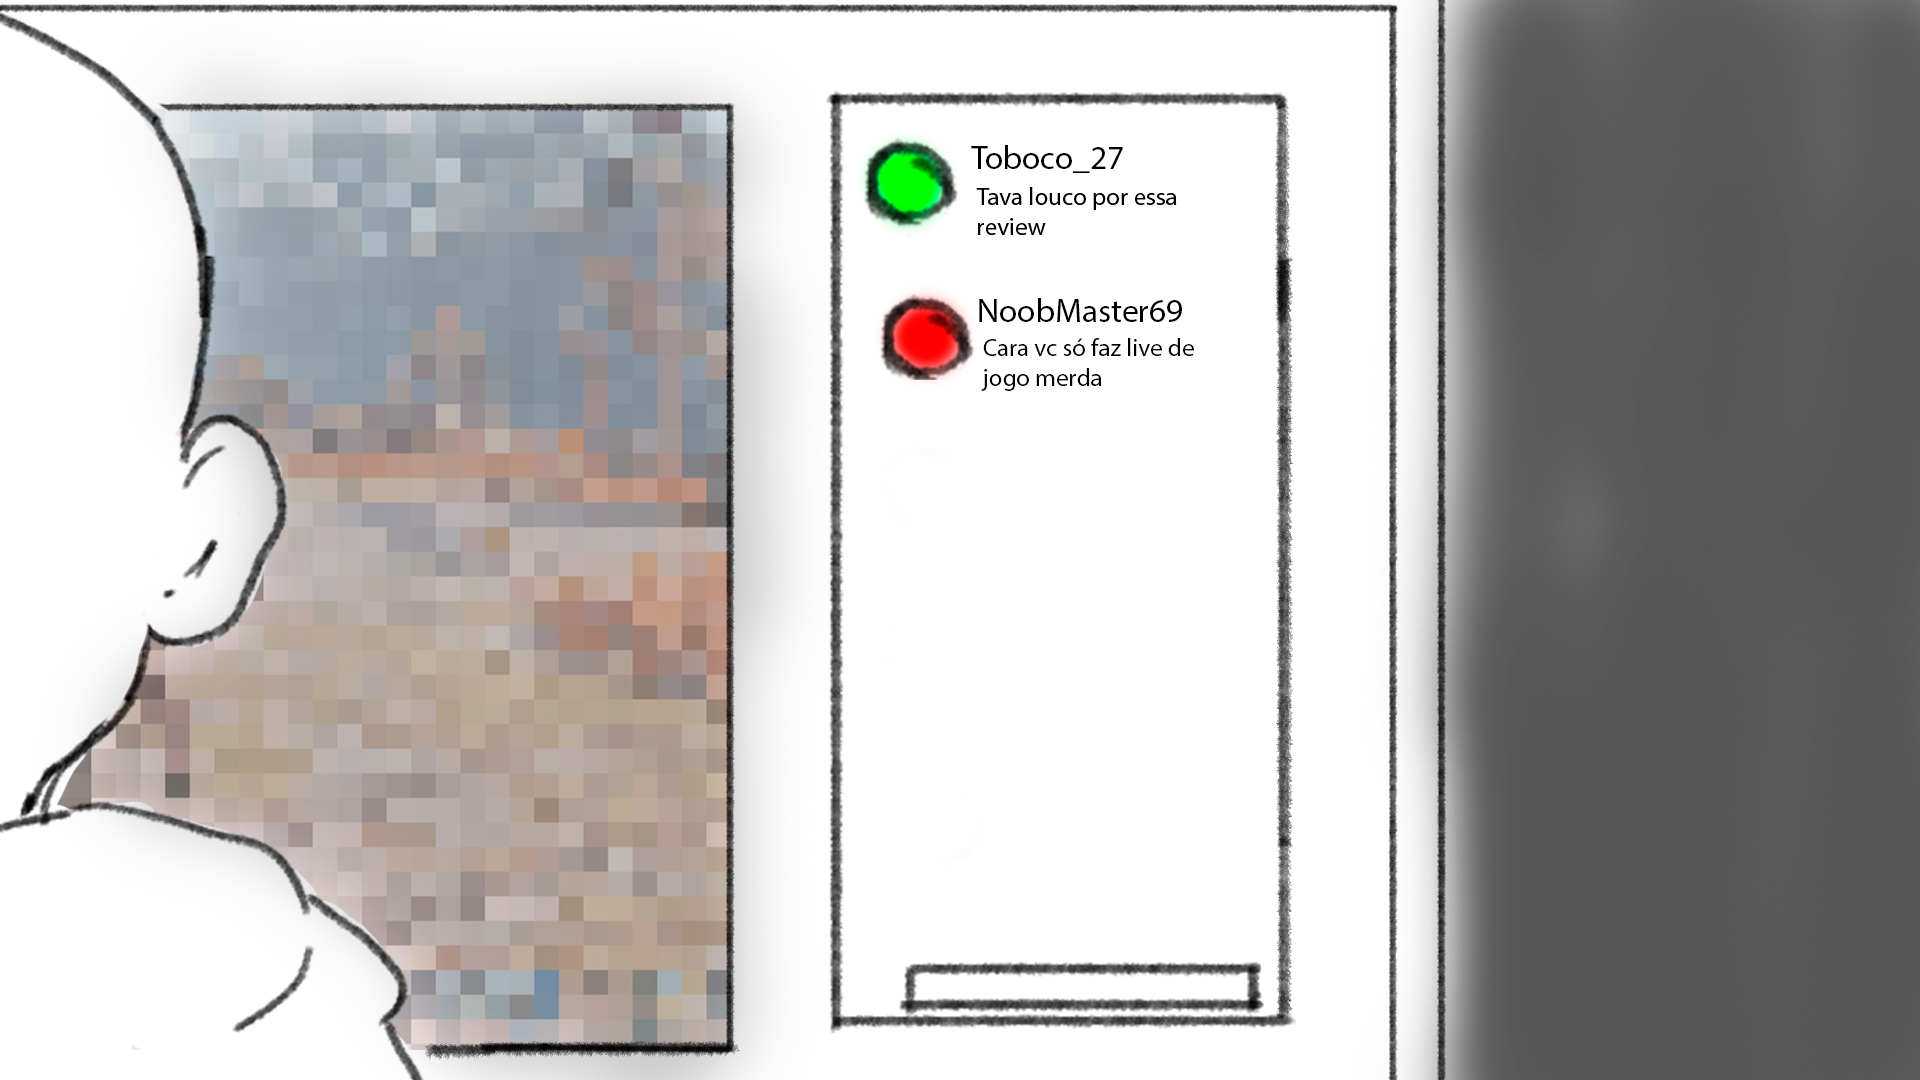 Toboco_27
Tava louco por essa
review
NoobMaster69
Cara vc só faz live de
jogo merda